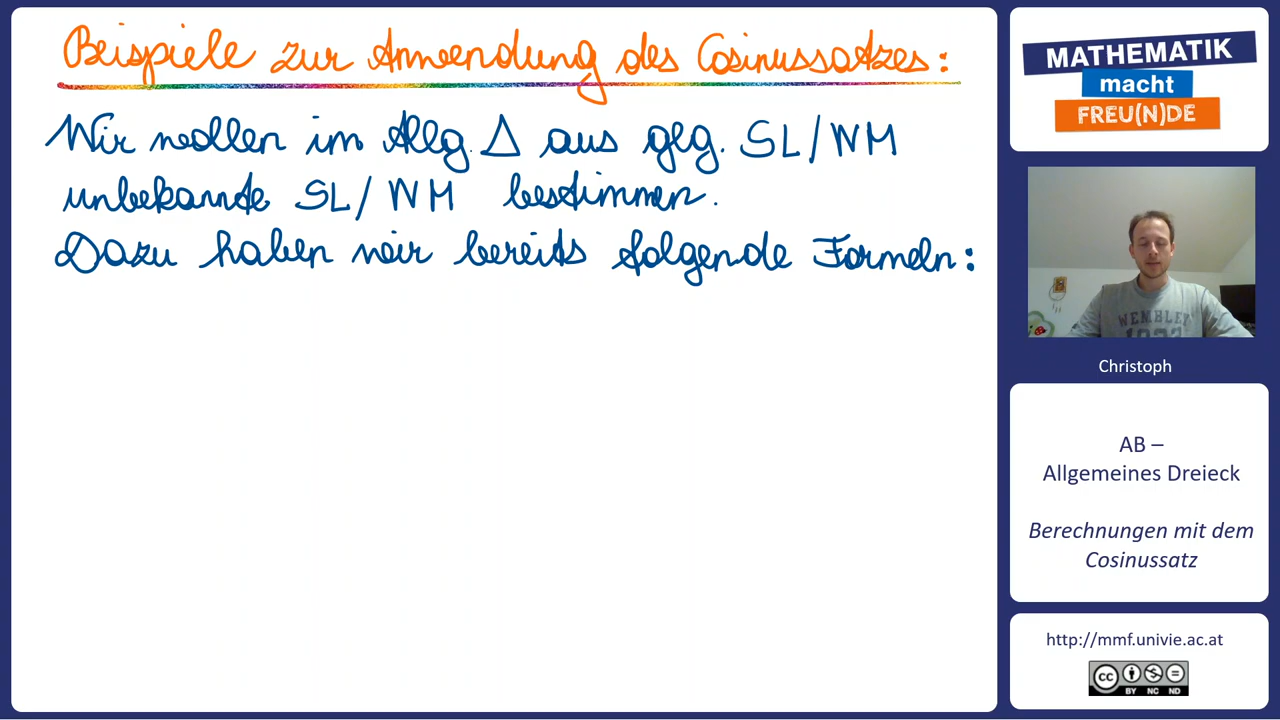 Beispiele zur Anwendung des Cosinussatzes:
Wir wollen im Allg. Δ aus geg. SL/WM
unbekannte SL/WM bestimmen.
Dazu haben wir bereits folgende Formeln:
MATHEMATIK
macht
FREU(N)DE
WEMBLEY
Christoph
AB –
Allgemeines Dreieck
Berechnungen mit dem
Cosinussatz
http://mmf.univie.ac.at
cc
BY NC ND